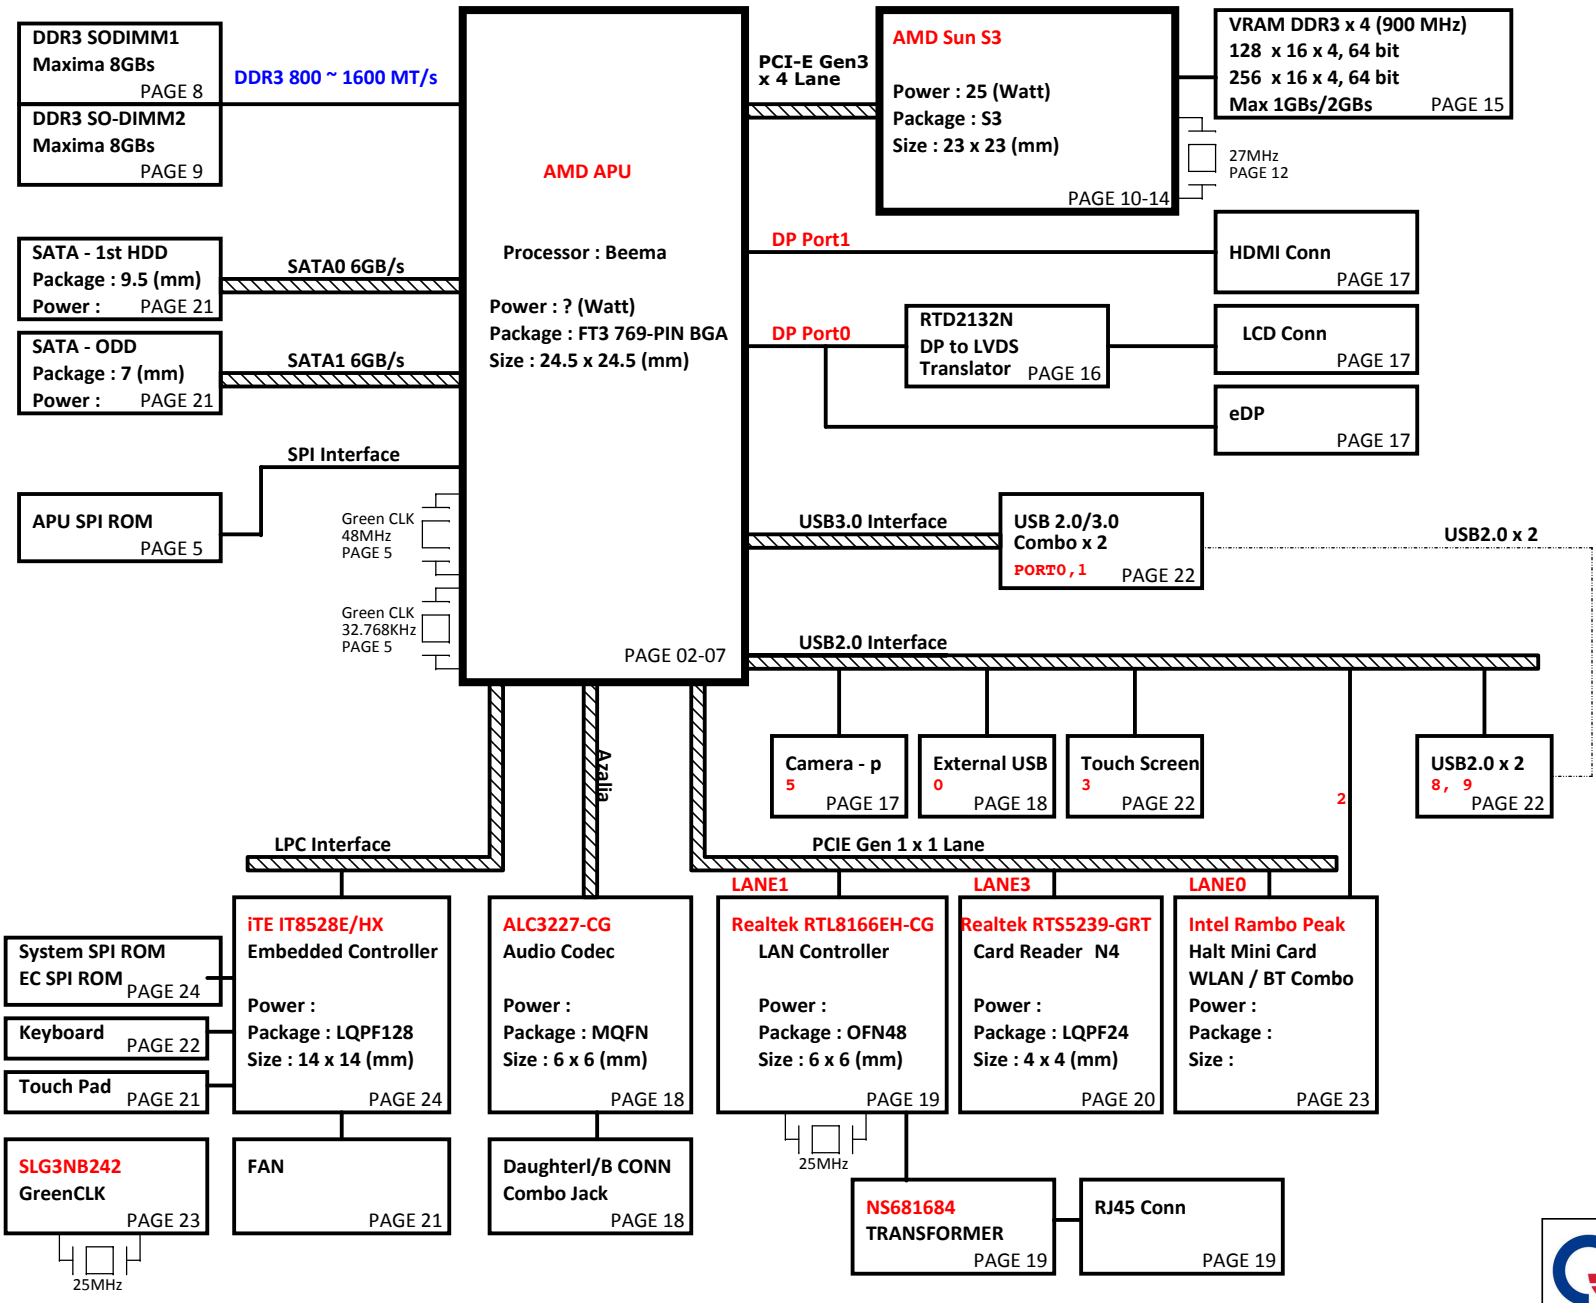 DDR3 SODIMM1
Maxima 8GBs
PAGE 8
DDR3 SO-DIMM2
Maxima 8GBs
PAGE 9
DDR3 800 ~ 1600 MT/s
AMD APU
Processor : Beema
Power : ? (Watt)
Package : FT3 769-PIN BGA
Size : 24.5 x 24.5 (mm)
PAGE 02-07
PCI-E Gen3
x 4 Lane
AMD Sun S3
Power : 25 (Watt)
Package : S3
Size : 23 x 23 (mm)
PAGE 10-14
VRAM DDR3 x 4 (900 MHz)
128 x 16 x 4, 64 bit
256 x 16 x 4, 64 bit
Max 1GBs/2GBs PAGE 15
27MHz
PAGE 12
SATA - 1st HDD
Package : 9.5 (mm)
Power : PAGE 21
SATA0 6GB/s
SATA - ODD
Package : 7 (mm)
Power : PAGE 21
SATA1 6GB/s
DP Port1
HDMI Conn
PAGE 17
DP Port0
RTD2132N
DP to LVDS
Translator PAGE 16
LCD Conn
PAGE 17
eDP
PAGE 17
SPI Interface
APU SPI ROM
PAGE 5
Green CLK
48MHz
PAGE 5
Green CLK
32.768KHz
PAGE 5
USB3.0 Interface
USB 2.0/3.0
Combo x 2
PORT0,1 PAGE 22
USB2.0 x 2
USB2.0 Interface
Camera - p
5
PAGE 17
External USB
0
PAGE 18
Touch Screen
3
PAGE 22
2
USB2.0 x 2
8, 9
PAGE 22
Azalia
LPC Interface
PCIE Gen 1 x 1 Lane
LANE1
LANE3
LANE0
System SPI ROM
EC SPI ROM PAGE 24
Keyboard PAGE 22
Touch Pad PAGE 21
iTE IT8528E/HX
Embedded Controller
Power :
Package : LQPF128
Size : 14 x 14 (mm)
PAGE 24
ALC3227-CG
Audio Codec
Power :
Package : MQFN
Size : 6 x 6 (mm)
PAGE 18
Realtek RTL8166EH-CG
LAN Controller
Power :
Package : OFN48
Size : 6 x 6 (mm)
PAGE 19
Realtek RTS5239-GRT
Card Reader N4
Power :
Package : LQPF24
Size : 4 x 4 (mm)
PAGE 20
Intel Rambo Peak
Halt Mini Card
WLAN / BT Combo
Power :
Package :
Size :
PAGE 23
SLG3NB242
GreenCLK
PAGE 23
25MHz
FAN
PAGE 21
Daughterl/B CONN
Combo Jack
PAGE 18
25MHz
NS681684
TRANSFORMER
PAGE 19
RJ45 Conn
PAGE 19